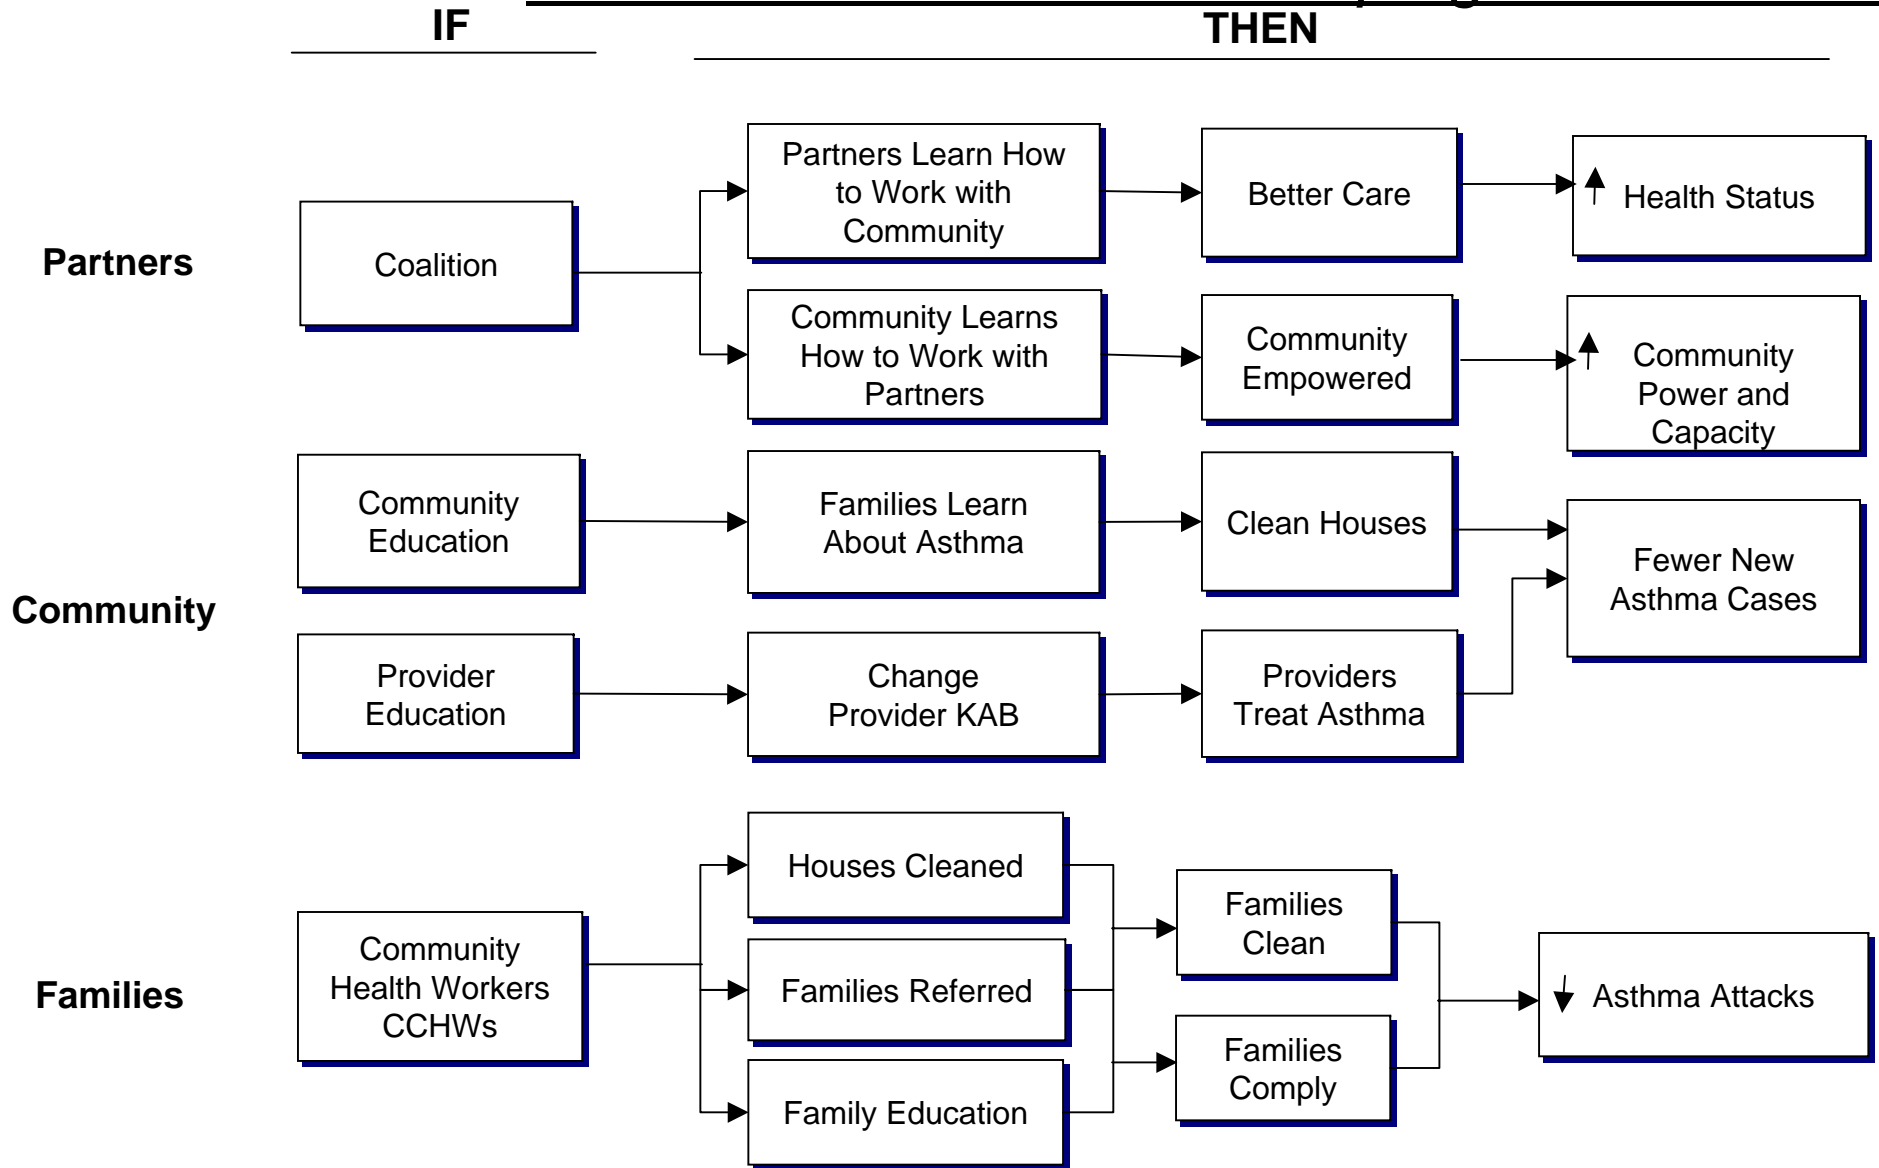 IF
THEN
Partners
Coalition
Partners Learn How
to Work with
Community
Better Care
Health Status
Community Learns
How to Work with
Partners
Community
Empowered
Community
Power and
Capacity
Community
Community
Education
Families Learn
About Asthma
Clean Houses
Fewer New
Asthma Cases
Provider
Education
Change
Provider KAB
Providers
Treat Asthma
Families
Community
Health Workers
CCHWs
Houses Cleaned
Families Referred
Family Education
Families
Clean
Families
Comply
Asthma Attacks